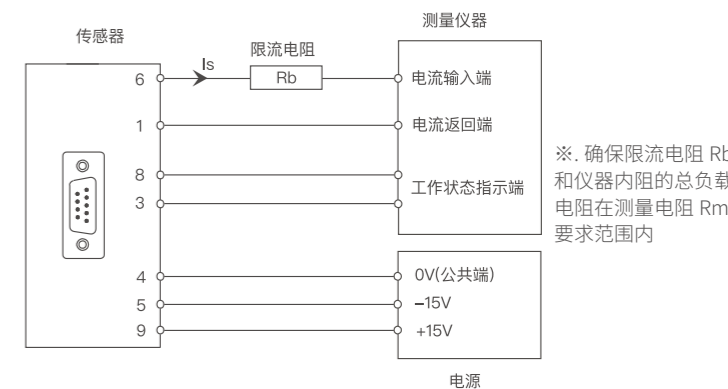 测量仪器
传感器
限流电阻
Is
6
Rb
电流输入端
1
电流返回端
8
工作状态指示端
3
※. 确保限流电阻 Rb
和仪器内阻的总负载
电阻在测量电阻 Rm
要求范围内
4
0V(公共端)
5
−15V
9
+15V
电源